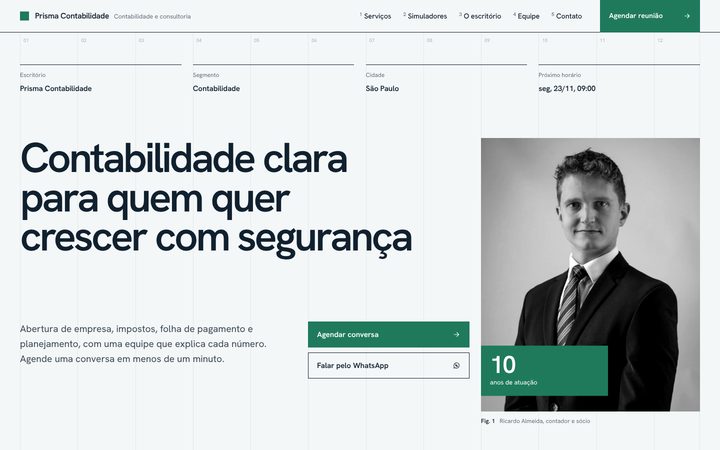 Prisma Contabilidade Contabilidade e consultoria
1 Serviços 2 Simuladores 3 O escritório 4 Equipe 5 Contato Agendar reunião
01 02 03 04 05 06 07 08 09 10 11 12
Escritório Segmento Cidade Próximo horário
Prisma Contabilidade Contabilidade São Paulo seg, 23/11, 09:00
Contabilidade clara
para quem quer
crescer com segurança
Abertura de empresa, impostos, folha de pagamento e
planejamento, com uma equipe que explica cada número.
Agende uma conversa em menos de um minuto.
Agendar conversa
Falar pelo WhatsApp
10
anos de atuação
Fig. 1 Ricardo Almeida, contador e sócio